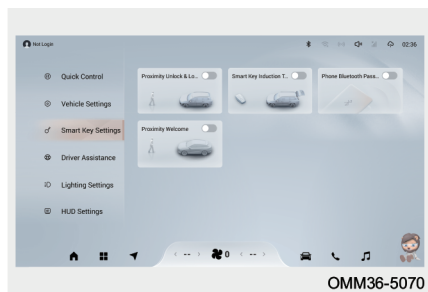 Not Login
02:36
Quick Control
Proximity Unlock & Lo...
Smart Key Induction T...
Phone Bluetooth Pass...
Vehicle Settings
Smart Key Settings
Proximity Welcome
Driver Assistance
Lighting Settings
HUD Settings
< -- >
0
< -- >
OMM36-5070